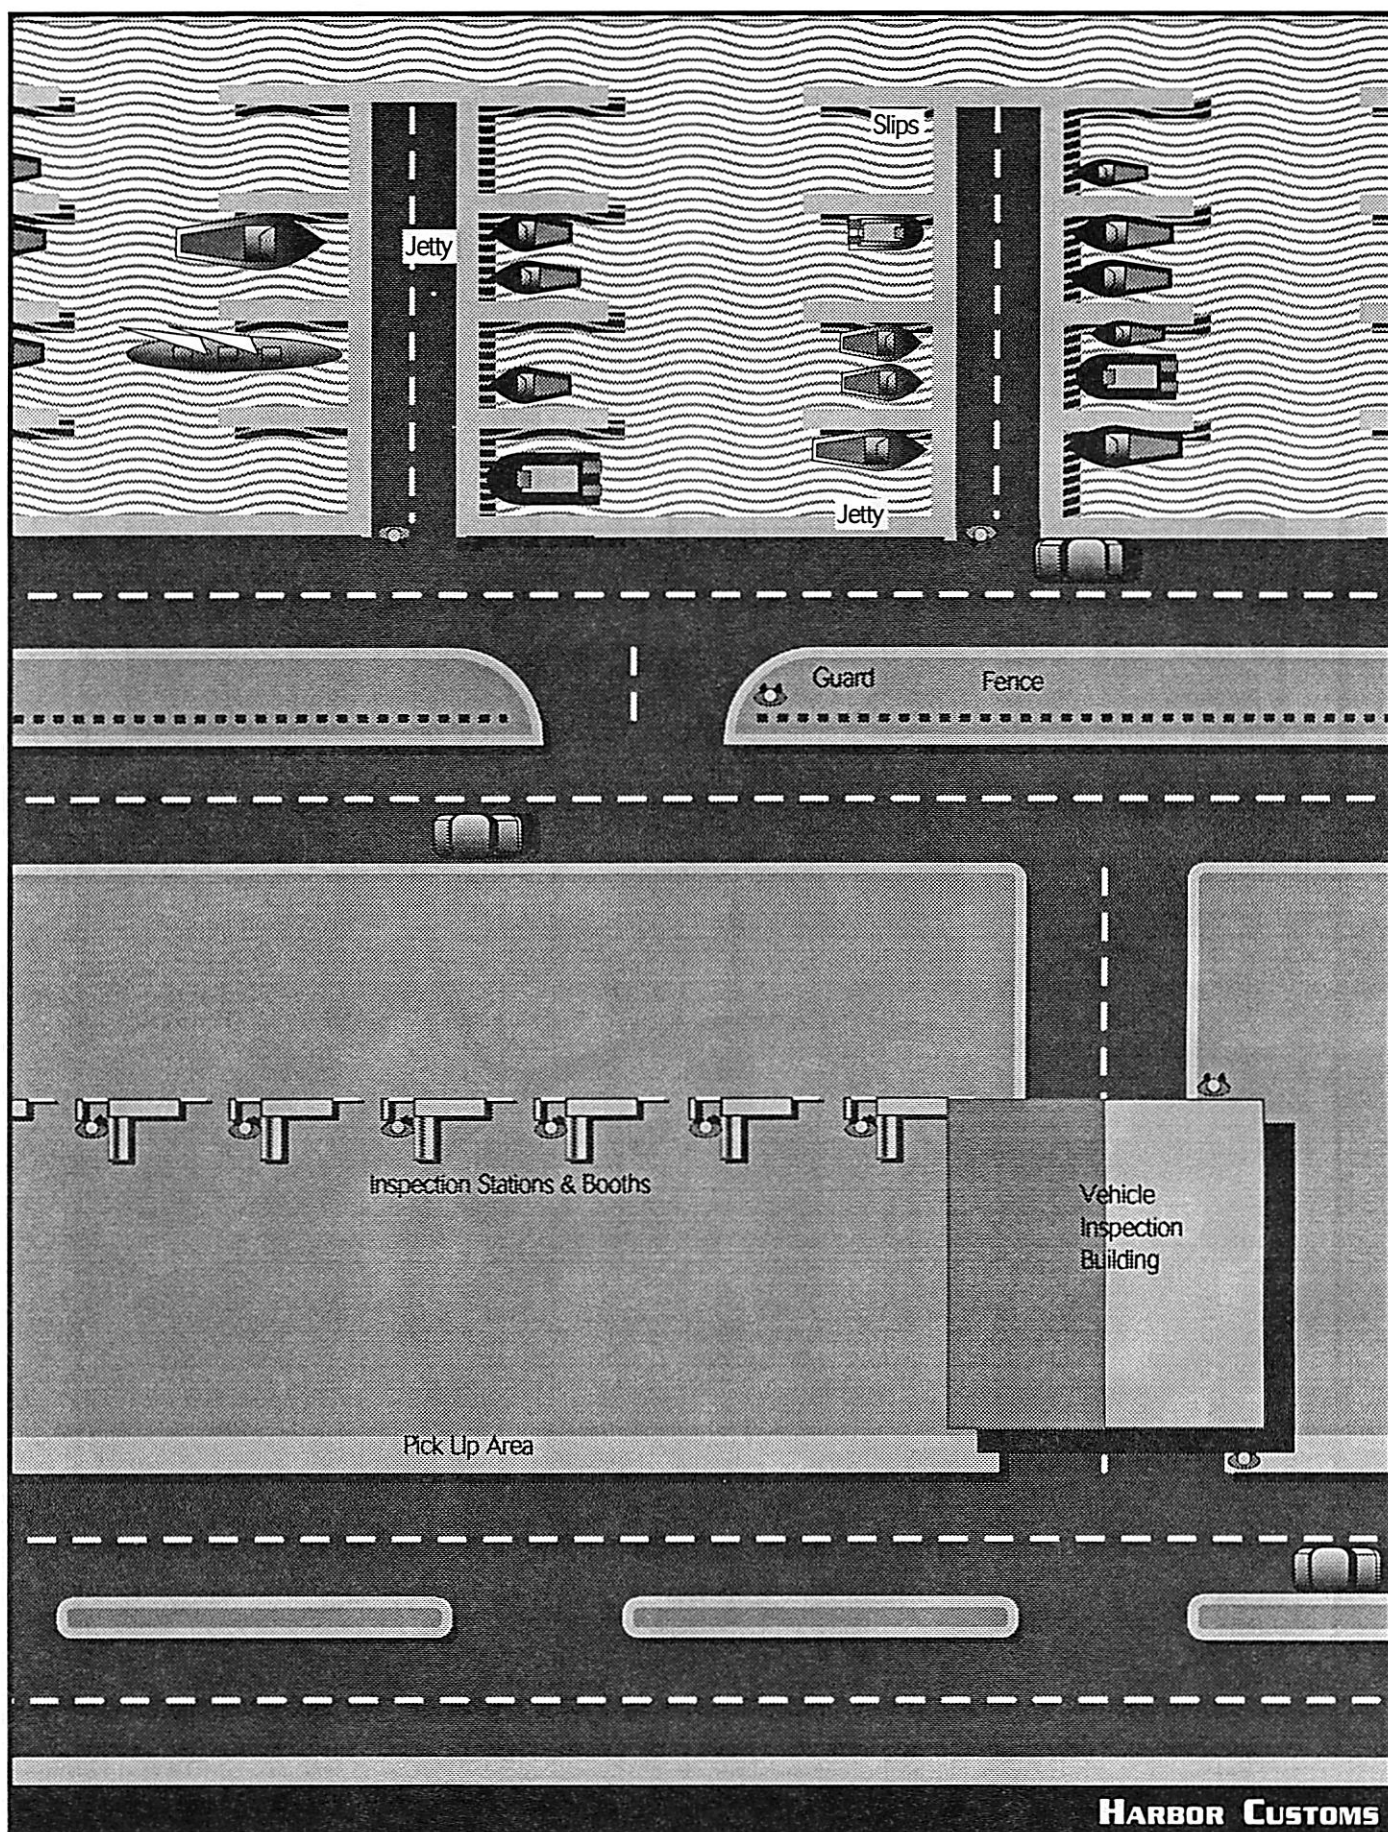 Slips
Jetty
Jetty
Guard
Fence
Inspection Stations & Booths
Vehicle
Inspection
Building
Pick Up Area
HARBOR CUSTOMS